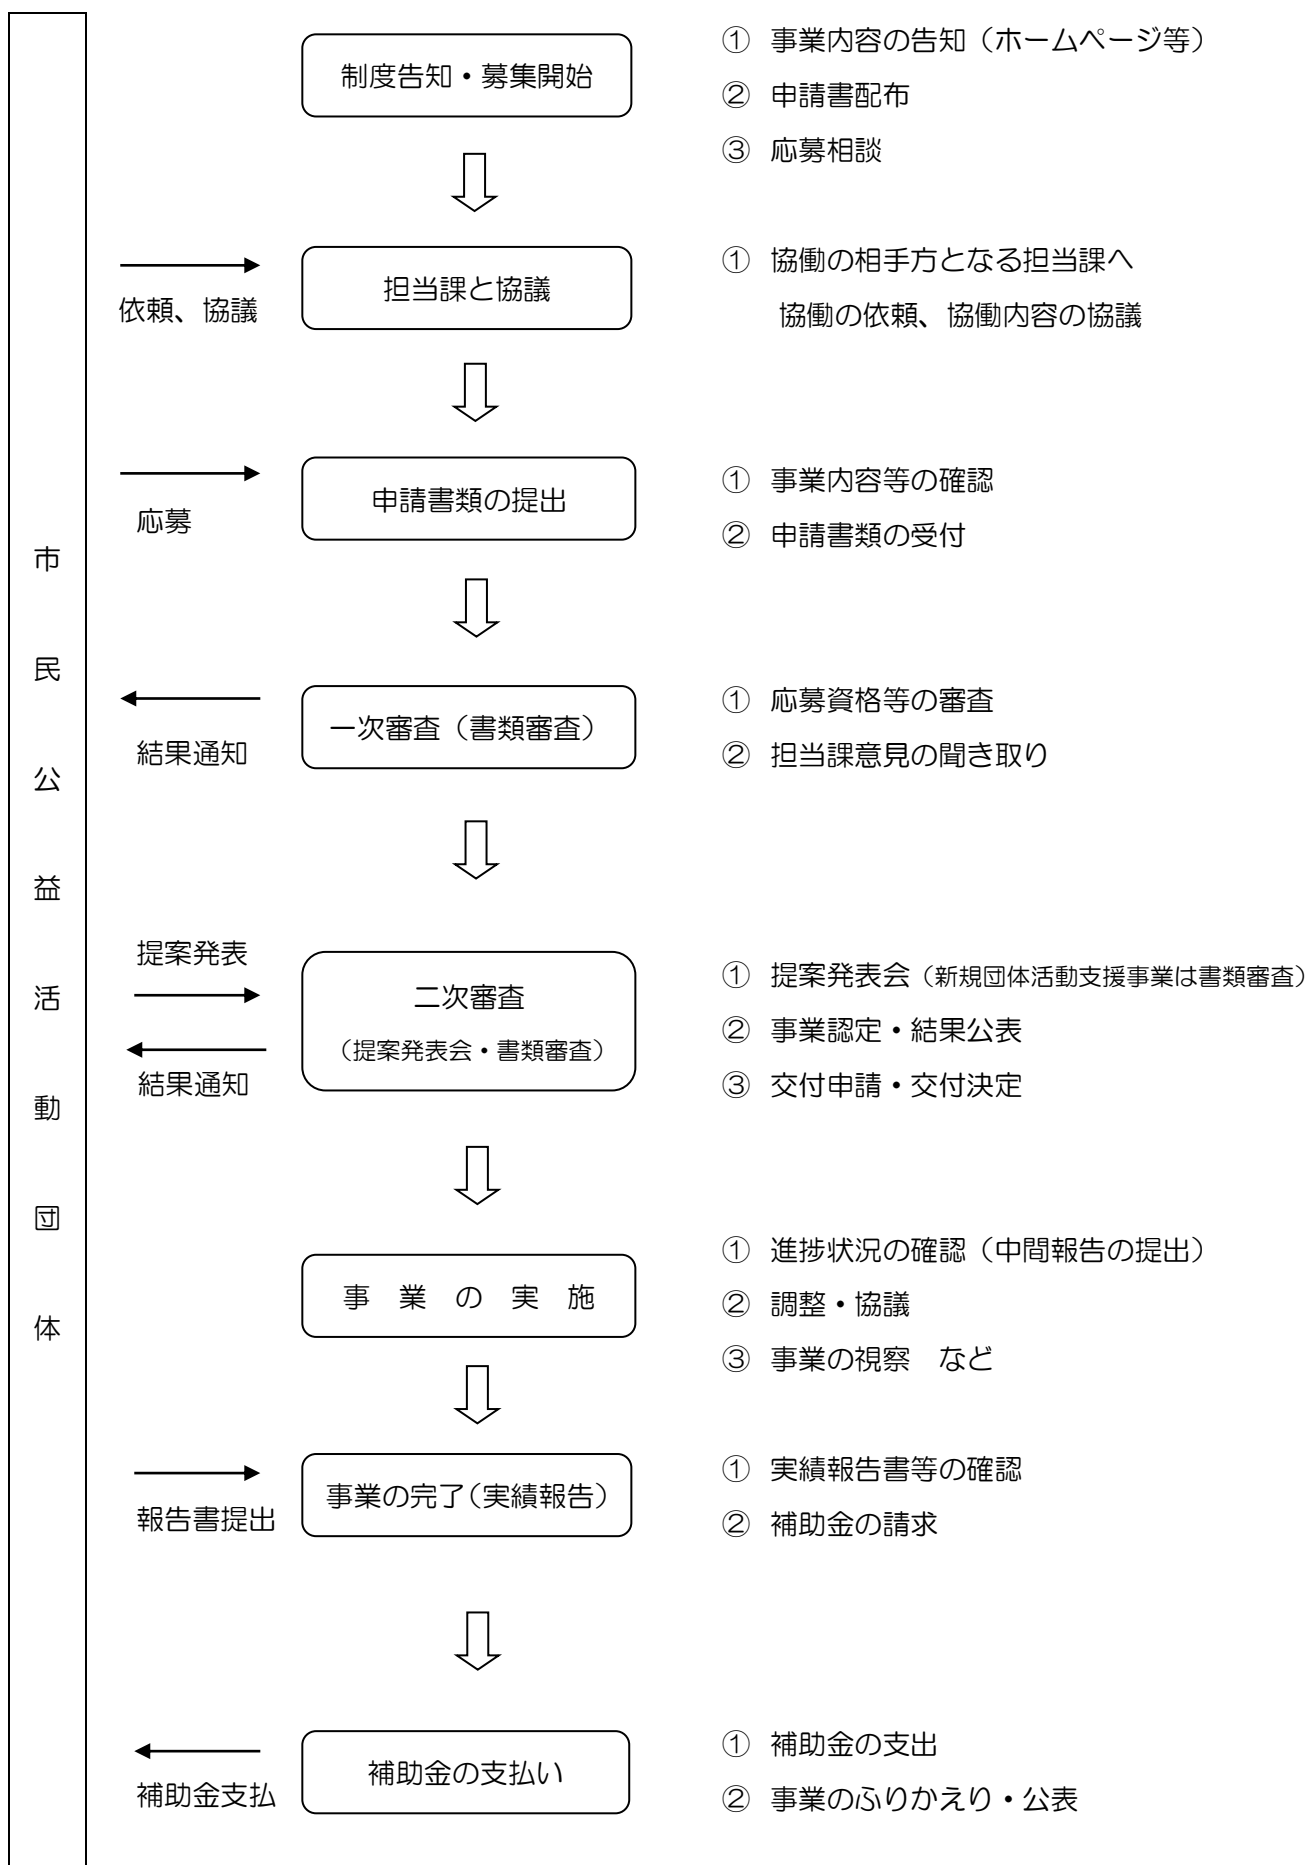 市民公益活動団体
制度告知・募集開始
① 事業内容の告知（ホームページ等）
② 申請書配布
③ 応募相談
依頼、協議
担当課と協議
① 協働の相手方となる担当課へ
協働の依頼、協働内容の協議
応募
申請書類の提出
① 事業内容等の確認
② 申請書類の受付
結果通知
一次審査（書類審査）
① 応募資格等の審査
② 担当課意見の聞き取り
提案発表
結果通知
二次審査
（提案発表会・書類審査）
① 提案発表会（新規団体活動支援事業は書類審査）
② 事業認定・結果公表
③ 交付申請・交付決定
事　業　の　実　施
① 進捗状況の確認（中間報告の提出）
② 調整・協議
③ 事業の視察　など
報告書提出
事業の完了（実績報告）
① 実績報告書等の確認
② 補助金の請求
補助金支払
補助金の支払い
① 補助金の支出
② 事業のふりかえり・公表